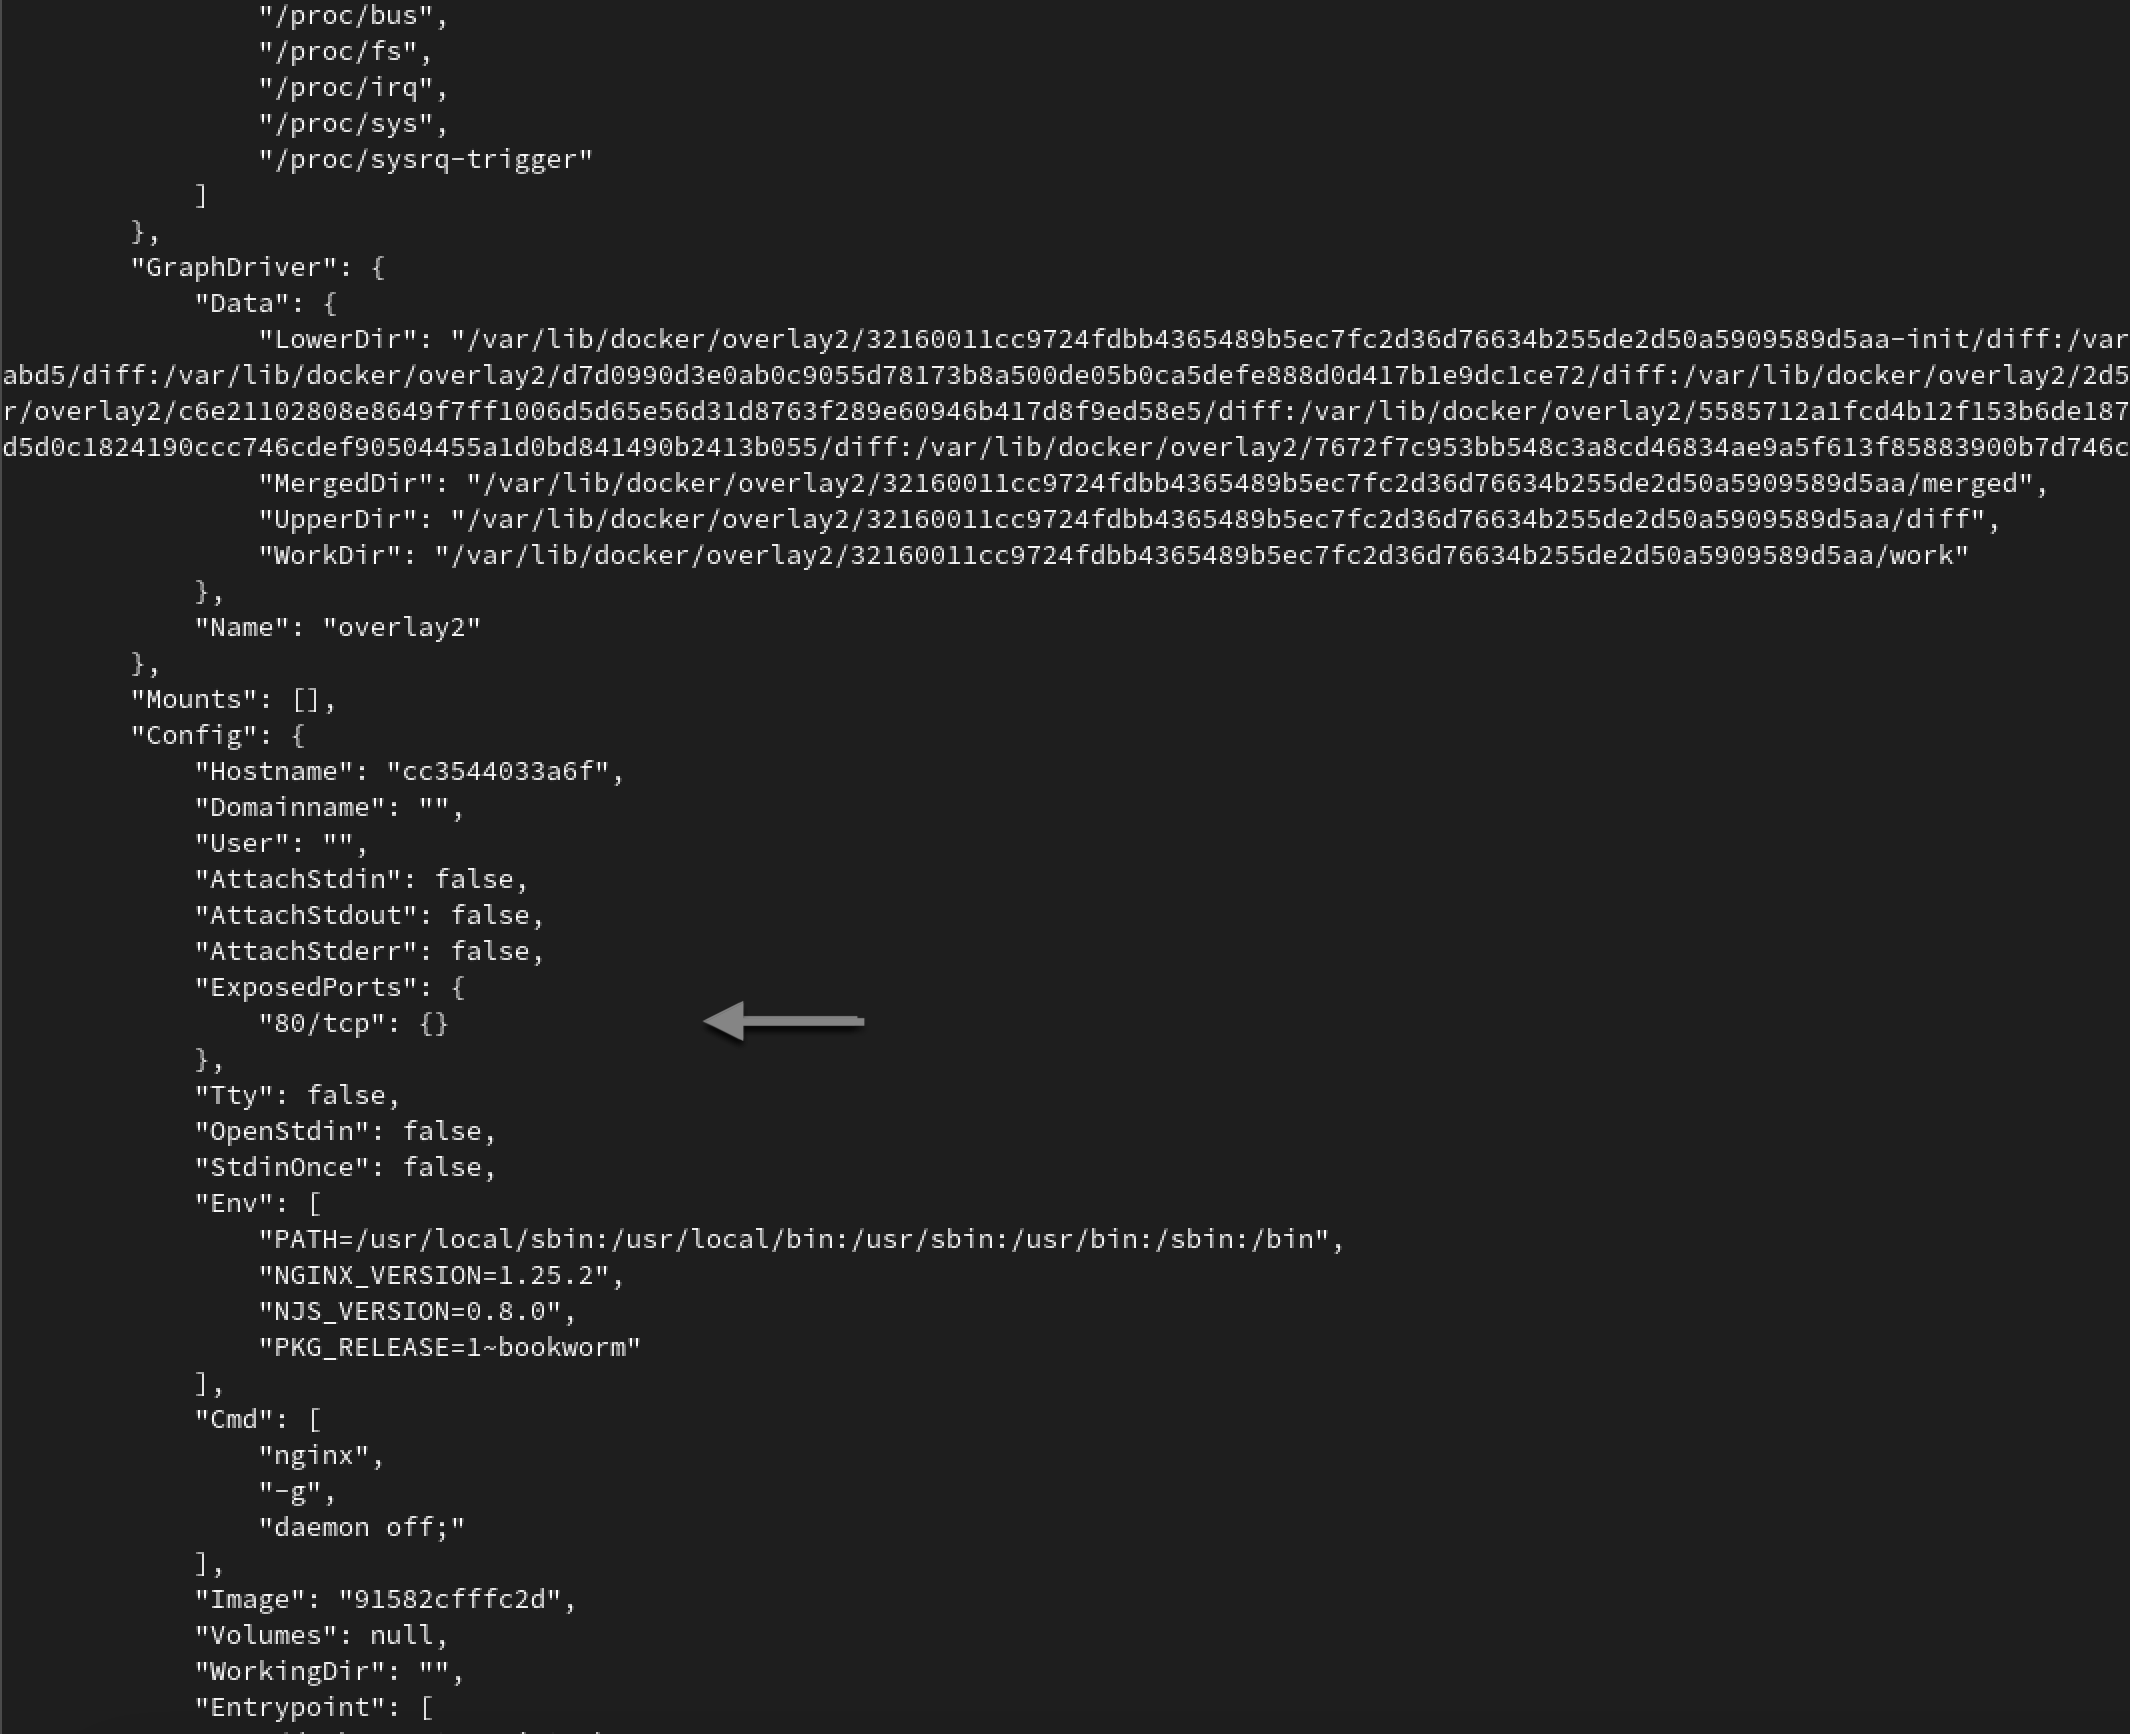 "/proc/bus",
"/proc/fs",
"/proc/irq",
"/proc/sys",
"/proc/sysrq-trigger"
]
},
"GraphDriver": {
"Data": {
"LowerDir": "/var/lib/docker/overlay2/32160011cc9724fdbb4365489b5ec7fc2d36d76634b255de2d50a5909589d5aa-init/diff:/var
abd5/diff:/var/lib/docker/overlay2/d7d0990d3e0ab0c9055d78173b8a500de05b0ca5defe888d0d417b1e9dc1ce72/diff:/var/lib/docker/overlay2/2d5
r/overlay2/c6e21102808e8649f7ff1006d5d65e56d31d8763f289e60946b417d8f9ed58e5/diff:/var/lib/docker/overlay2/5585712a1fcd4b12f153b6de187
d5d0c1824190ccc746cdef90504455a1d0bd841490b2413b055/diff:/var/lib/docker/overlay2/7672f7c953bb548c3a8cd46834ae9a5f613f85883900b7d746c
"MergedDir": "/var/lib/docker/overlay2/32160011cc9724fdbb4365489b5ec7fc2d36d76634b255de2d50a5909589d5aa/merged",
"UpperDir": "/var/lib/docker/overlay2/32160011cc9724fdbb4365489b5ec7fc2d36d76634b255de2d50a5909589d5aa/diff",
"WorkDir": "/var/lib/docker/overlay2/32160011cc9724fdbb4365489b5ec7fc2d36d76634b255de2d50a5909589d5aa/work"
},
"Name": "overlay2"
},
"Mounts": [],
"Config": {
"Hostname": "cc3544033a6f",
"Domainname": "",
"User": "",
"AttachStdin": false,
"AttachStdout": false,
"AttachStderr": false,
"ExposedPorts": {
"80/tcp": {}
},
"Tty": false,
"OpenStdin": false,
"StdinOnce": false,
"Env": [
"PATH=/usr/local/sbin:/usr/local/bin:/usr/sbin:/usr/bin:/sbin:/bin",
"NGINX_VERSION=1.25.2",
"NJS_VERSION=0.8.0",
"PKG_RELEASE=1~bookworm"
],
"Cmd": [
"nginx",
"-g",
"daemon off;"
],
"Image": "91582cfffc2d",
"Volumes": null,
"WorkingDir": "",
"Entrypoint": [